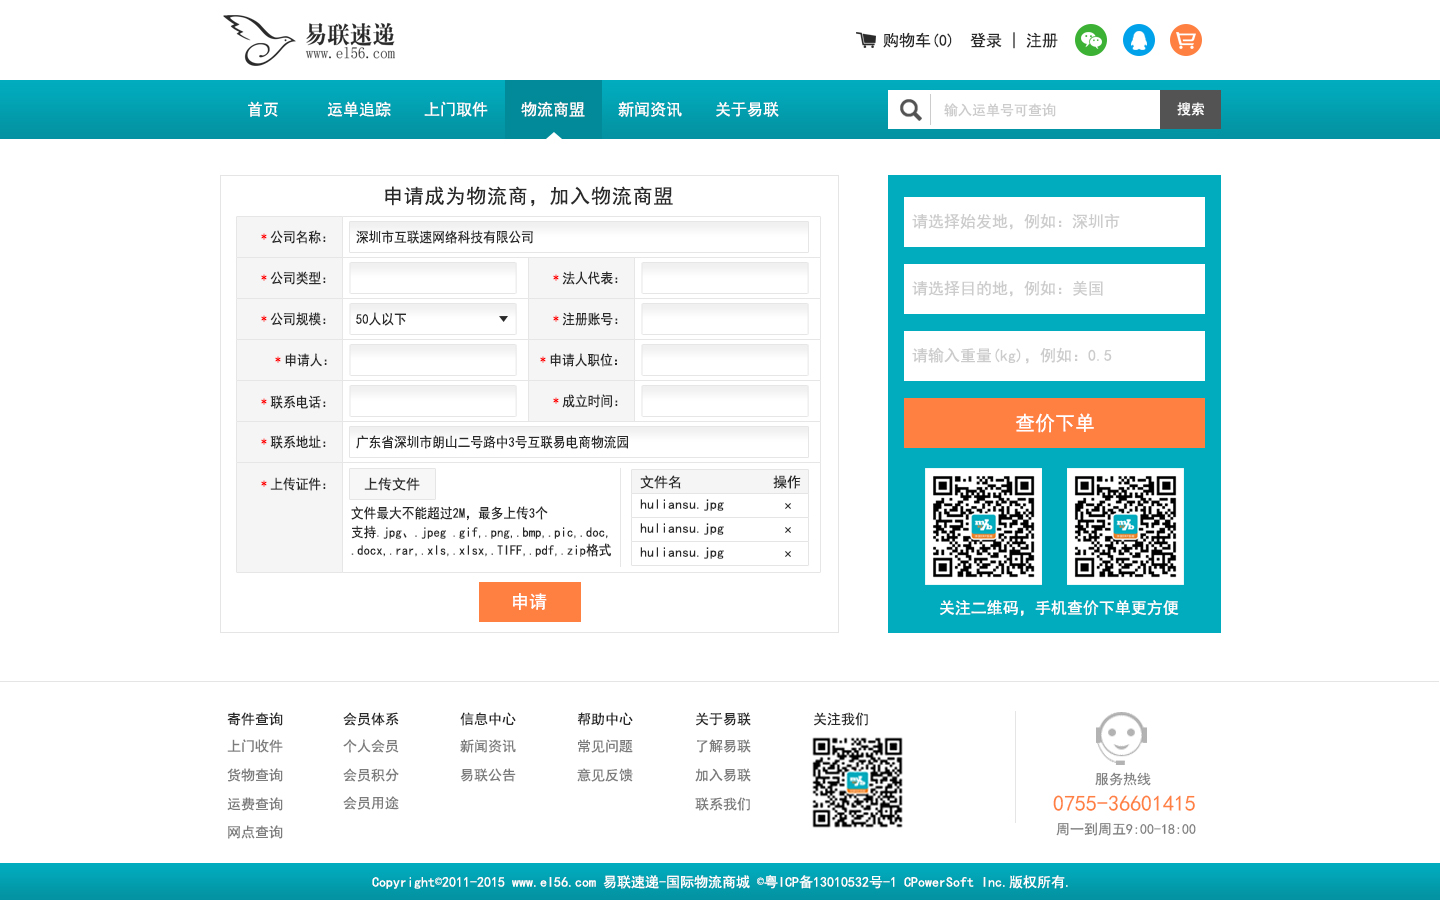 易联速递
www.el56.com
购物车(0) 登录 | 注册
首页 运单追踪 上门取件 物流商盟 新闻资讯 关于易联
输入运单号可查询 搜索
申请成为物流商，加入物流商盟
* 公司名称： 深圳市互联速网络科技有限公司
* 公司类型： * 法人代表：
* 公司规模： 50人以下 * 注册账号：
* 申请人： * 申请人职位：
* 联系电话： * 成立时间：
* 联系地址： 广东省深圳市朗山二号路中3号互联易电商物流园
* 上传证件： 上传文件
文件最大不能超过2M，最多上传3个
支持.jpg、.jpeg .gif,.png,.bmp,.pic,.doc,
.docx,.rar,.xls,.xlsx,.TIFF,.pdf,.zip格式
文件名 操作
huliansu.jpg ×
huliansu.jpg ×
huliansu.jpg ×
申请
请选择始发地，例如：深圳市
请选择目的地，例如：美国
请输入重量(kg)，例如：0.5
查价下单
关注二维码，手机查价下单更方便
寄件查询
上门收件
货物查询
运费查询
网点查询
会员体系
个人会员
会员积分
会员用途
信息中心
新闻资讯
易联公告
帮助中心
常见问题
意见反馈
关于易联
了解易联
加入易联
联系我们
关注我们
服务热线
0755-36601415
周一到周五9:00-18:00
Copyright©2011-2015 www.el56.com 易联速递-国际物流商城 ©粤ICP备13010532号-1 CPowerSoft Inc.版权所有.